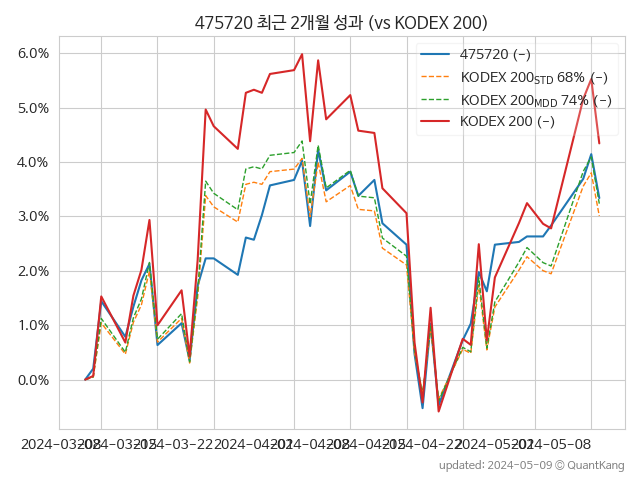 475720 최근 2개월 성과 (vs KODEX 200)
475720 (-)
KODEX 200STD 68% (-)
KODEX 200MDD 74% (-)
KODEX 200 (-)
6.0%
5.0%
4.0%
3.0%
2.0%
1.0%
0.0%
2024-03-08 2024-03-15 2024-03-22 2024-04-01 2024-04-08 2024-04-15 2024-04-22 2024-05-01 2024-05-08
updated: 2024-05-09 © QuantKang